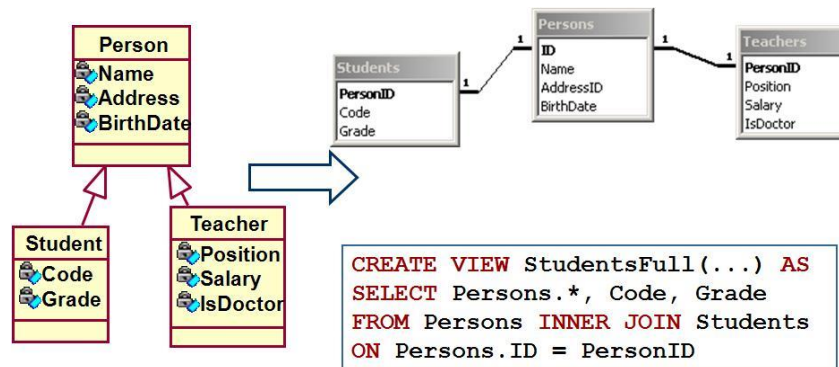 Person
Name
Address
BirthDate
Student
Code
Grade
Teacher
Position
Salary
IsDoctor
Students
PersonID
Code
Grade
1
1
Persons
ID
Name
AddressID
BirthDate
1
1
Teachers
PersonID
Position
Salary
IsDoctor
CREATE VIEW StudentsFull(...) AS
SELECT Persons.*, Code, Grade
FROM Persons INNER JOIN Students
ON Persons.ID = PersonID